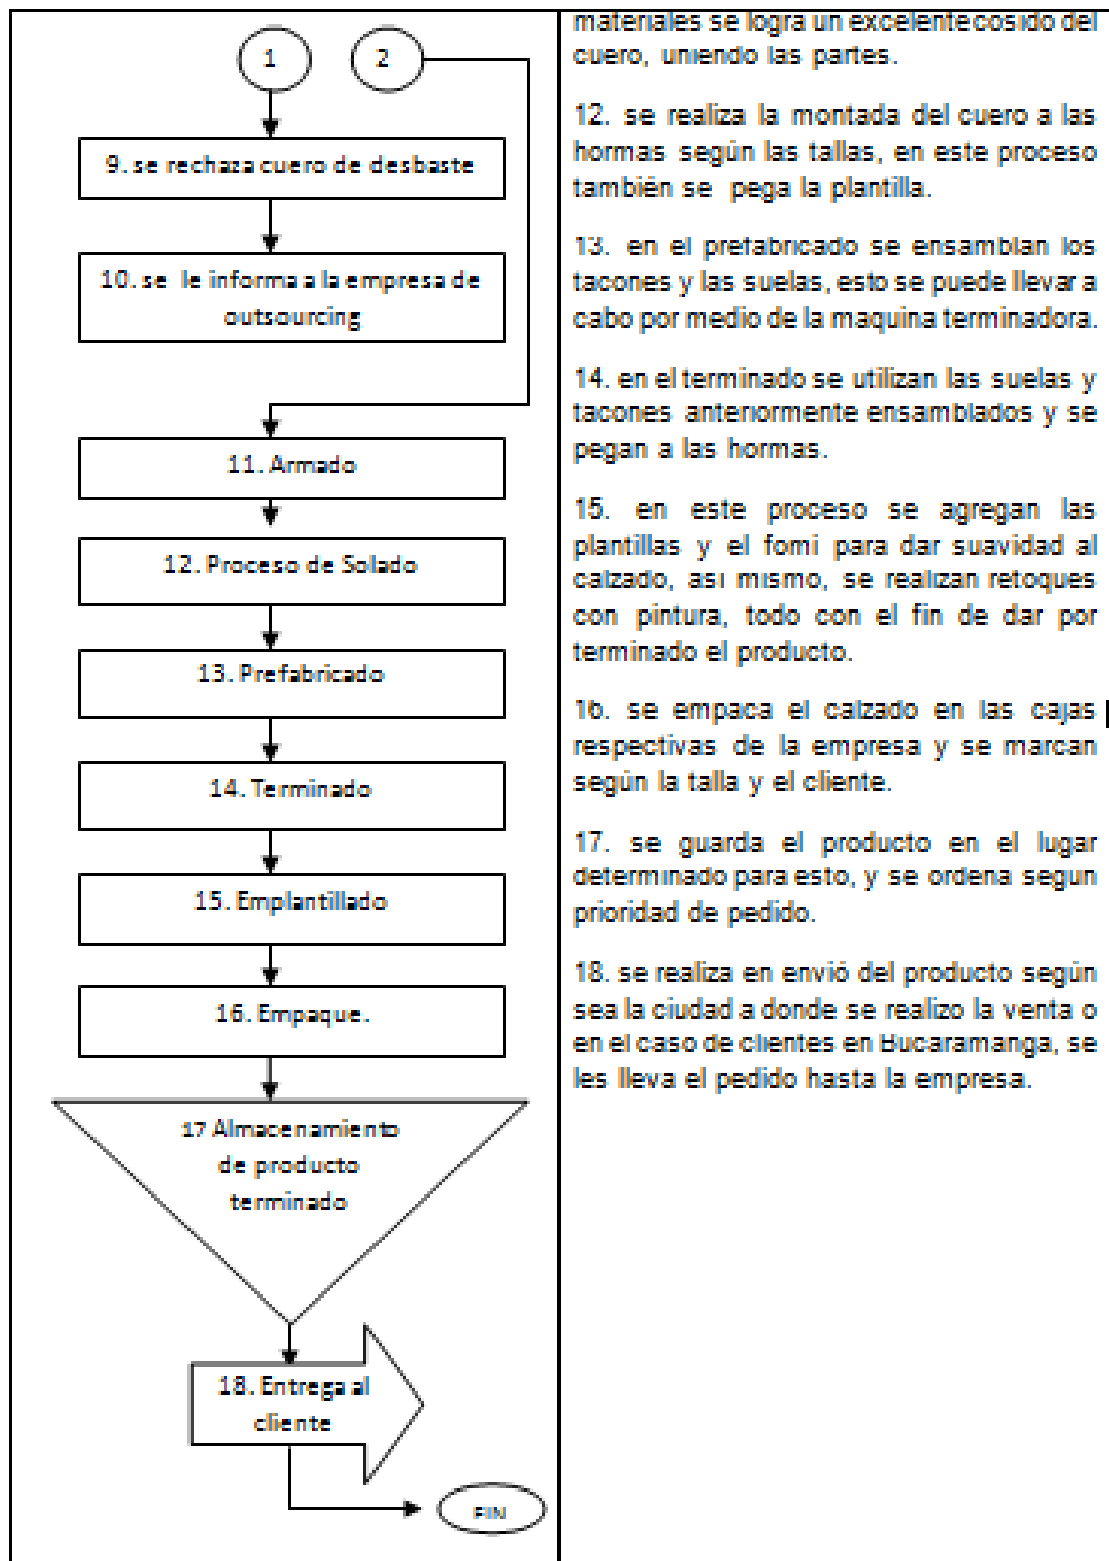 1
2
9. se rechaza cuero de desbaste
10. se le informa a la empresa de
outsourcing
11. Armado
12. Proceso de Solado
13. Prefabricado
14. Terminado
15. Emplantillado
16. Empaque.
17 Almacenamiento
de producto
terminado
18. Entrega al
cliente
FIN
materiales se logra un excelente cosido del
cuero, uniendo las partes.
12. se realiza la montada del cuero a las
hormas según las tallas, en este proceso
también se pega la plantilla.
13. en el prefabricado se ensamblan los
tacones y las suelas, esto se puede llevar a
cabo por medio de la maquina terminadora.
14. en el terminado se utilizan las suelas y
tacones anteriormente ensamblados y se
pegan a las hormas.
15. en este proceso se agregan las
plantillas y el fomi para dar suavidad al
calzado, asi mismo, se realizan retoques
con pintura, todo con el fin de dar por
terminado el producto.
16. se empaca el calzado en las cajas
respectivas de la empresa y se marcan
según la talla y el cliente.
17. se guarda el producto en el lugar
determinado para esto, y se ordena segun
prioridad de pedido.
18. se realiza en envió del producto según
sea la ciudad a donde se realizo la venta o
en el caso de clientes en Bucaramanga, se
les lleva el pedido hasta la empresa.